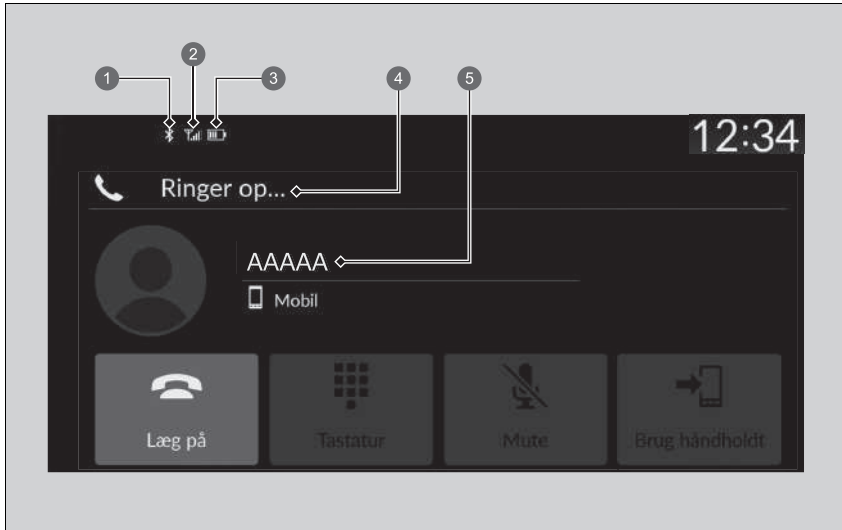 1 2 3 4 5
12:34
Ringer op...
AAAAA
Mobil
Læg på
Tastatur
Mute
Brug håndholdt